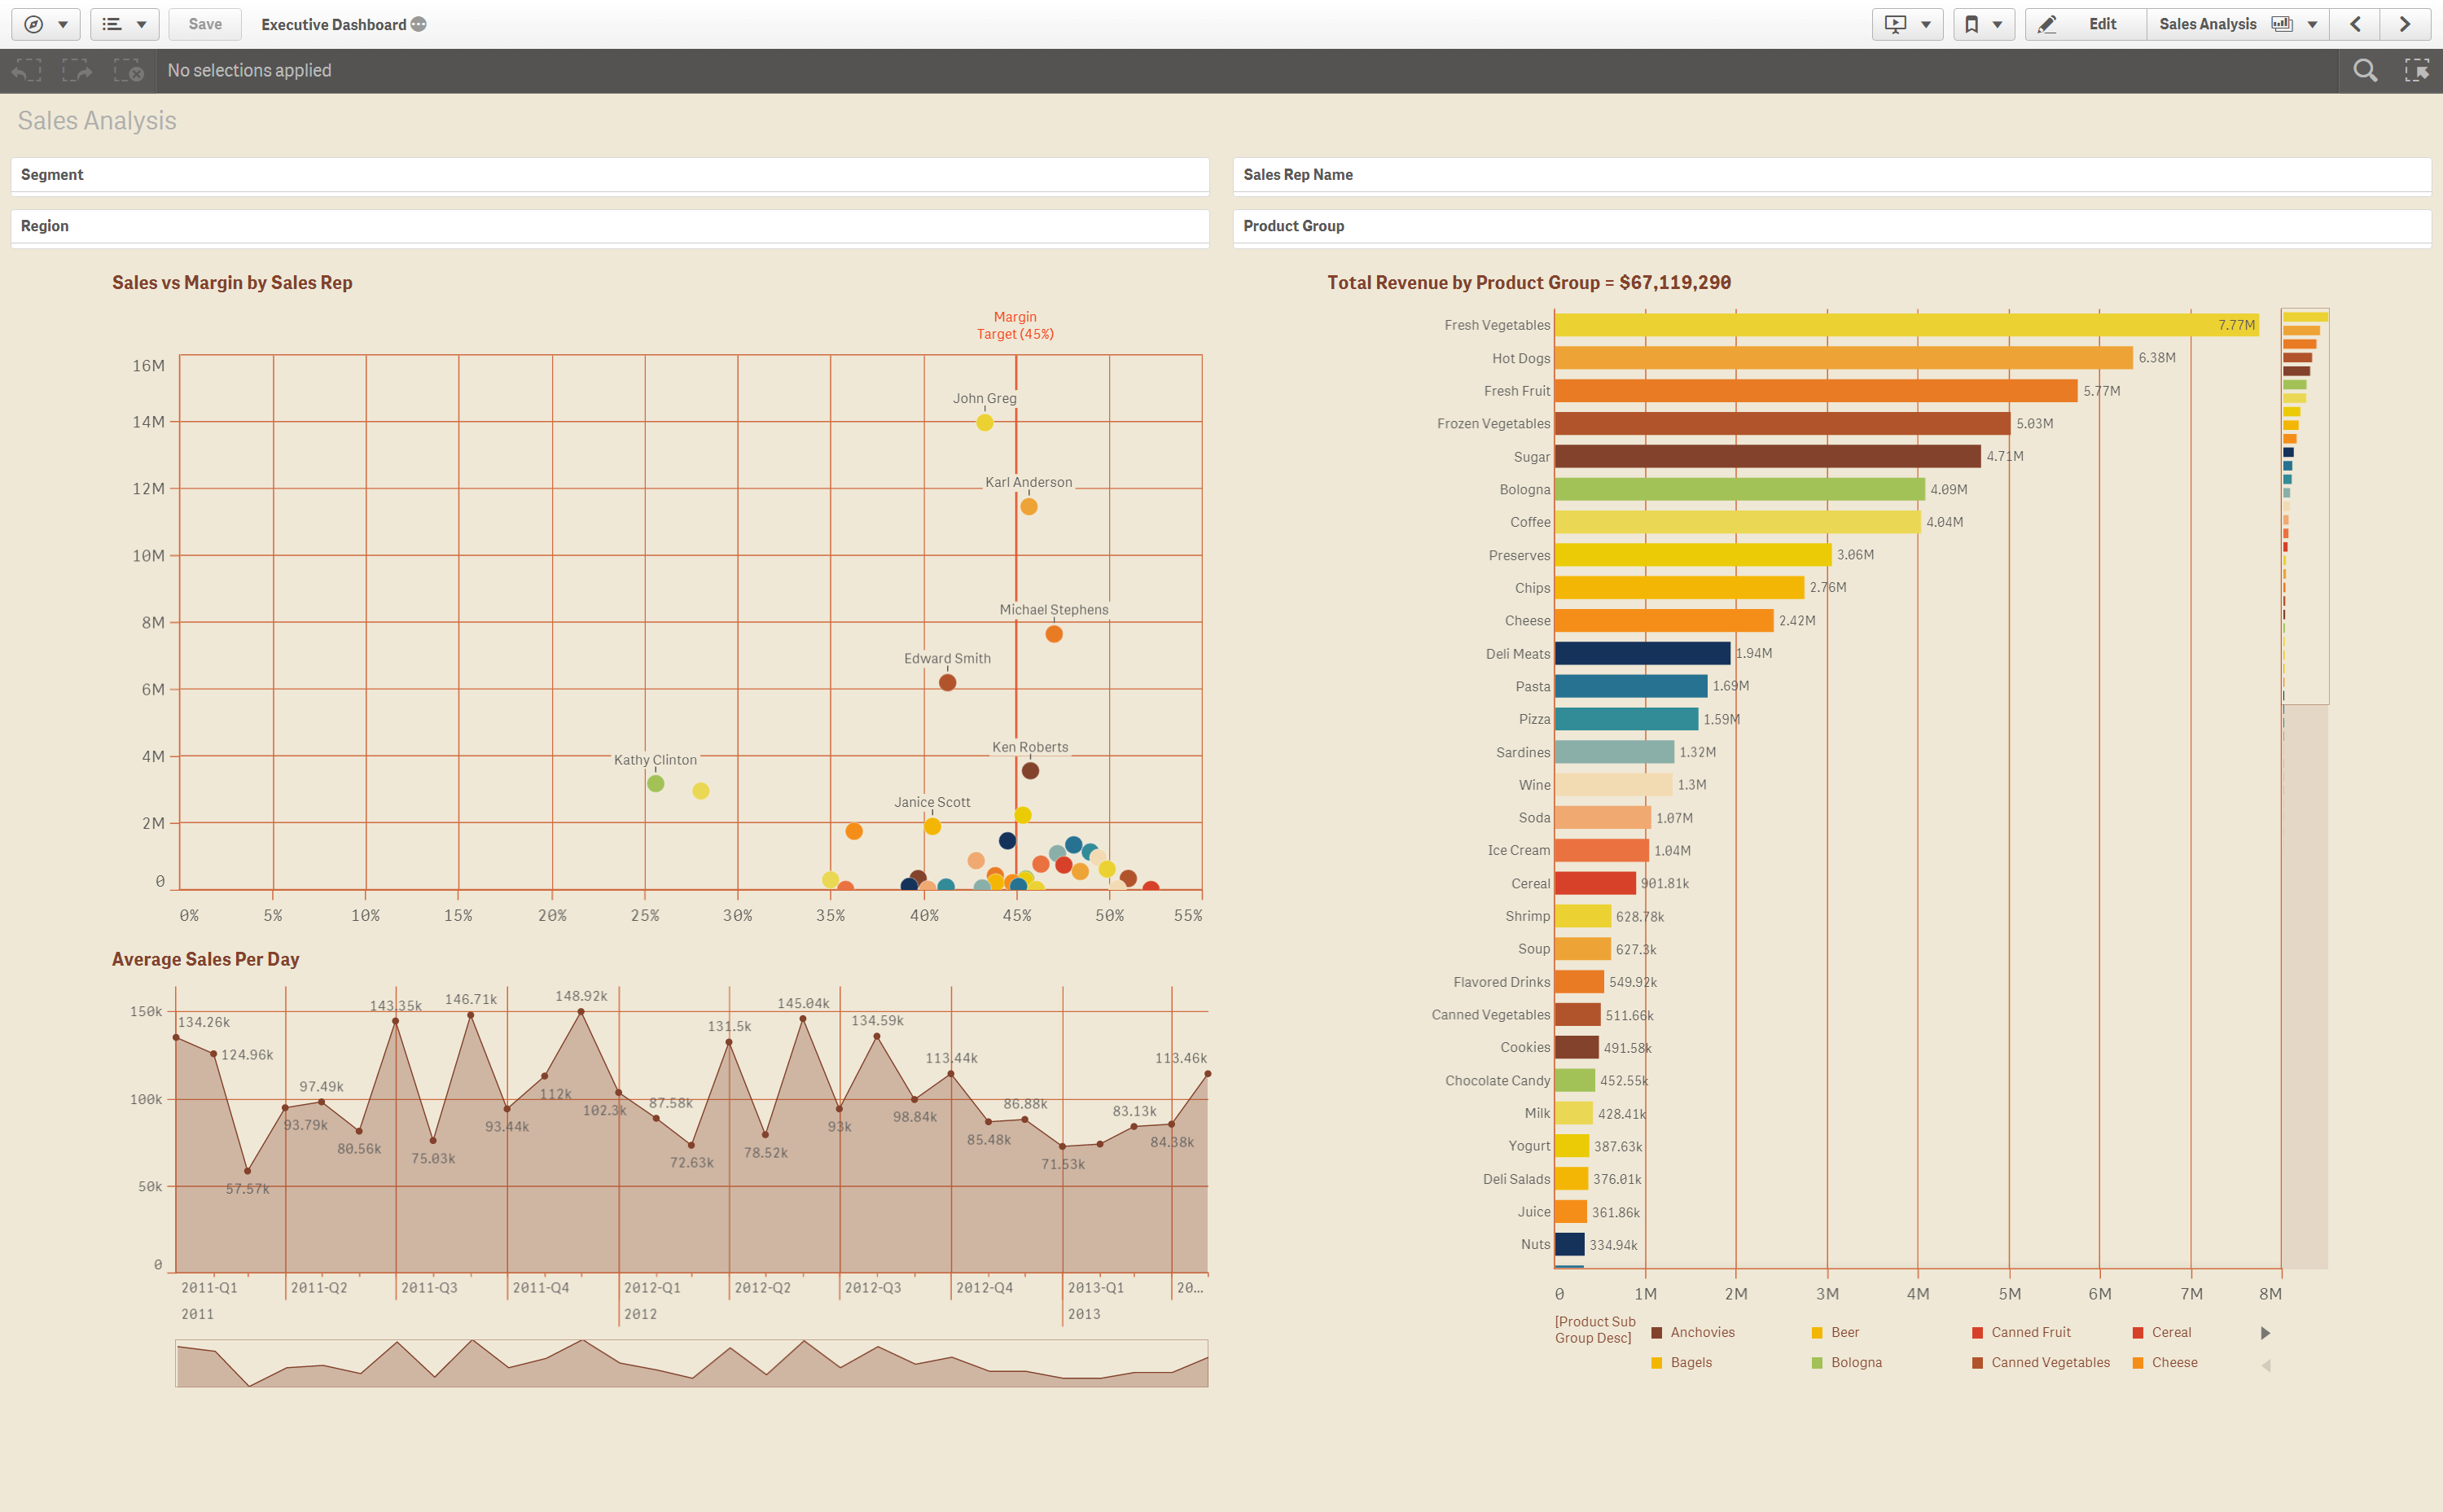 Save
Executive Dashboard
Edit
Sales Analysis
No selections applied
Sales Analysis
Segment
Sales Rep Name
Region
Product Group
Sales vs Margin by Sales Rep
Margin
Target (45%)
16M
14M
12M
10M
8M
6M
4M
2M
0
John Greg
Karl Anderson
Michael Stephens
Edward Smith
Ken Roberts
Kathy Clinton
Janice Scott
0% 5% 10% 15% 20% 25% 30% 35% 40% 45% 50% 55%
Average Sales Per Day
150k
100k
50k
0
134.26k
124.96k
57.57k
93.79k
97.49k
80.56k
143.35k
75.03k
146.71k
93.44k
112k
148.92k
102.3k
87.58k
72.63k
131.5k
78.52k
145.04k
93k
134.59k
98.84k
113.44k
85.48k
86.88k
71.53k
83.13k
84.38k
113.46k
2011-Q1 2011-Q2 2011-Q3 2011-Q4 2012-Q1 2012-Q2 2012-Q3 2012-Q4 2013-Q1 20...
2011 2012 2013
Total Revenue by Product Group = $67,119,290
Fresh Vegetables 7.77M
Hot Dogs 6.38M
Fresh Fruit 5.77M
Frozen Vegetables 5.03M
Sugar 4.71M
Bologna 4.09M
Coffee 4.04M
Preserves 3.06M
Chips 2.76M
Cheese 2.42M
Deli Meats 1.94M
Pasta 1.69M
Pizza 1.59M
Sardines 1.32M
Wine 1.3M
Soda 1.07M
Ice Cream 1.04M
Cereal 901.81k
Shrimp 628.78k
Soup 627.3k
Flavored Drinks 549.92k
Canned Vegetables 511.66k
Cookies 491.58k
Chocolate Candy 452.55k
Milk 428.41k
Yogurt 387.63k
Deli Salads 376.01k
Juice 361.86k
Nuts 334.94k
0 1M 2M 3M 4M 5M 6M 7M 8M
[Product Sub
Group Desc]
Anchovies Beer Canned Fruit Cereal
Bagels Bologna Canned Vegetables Cheese